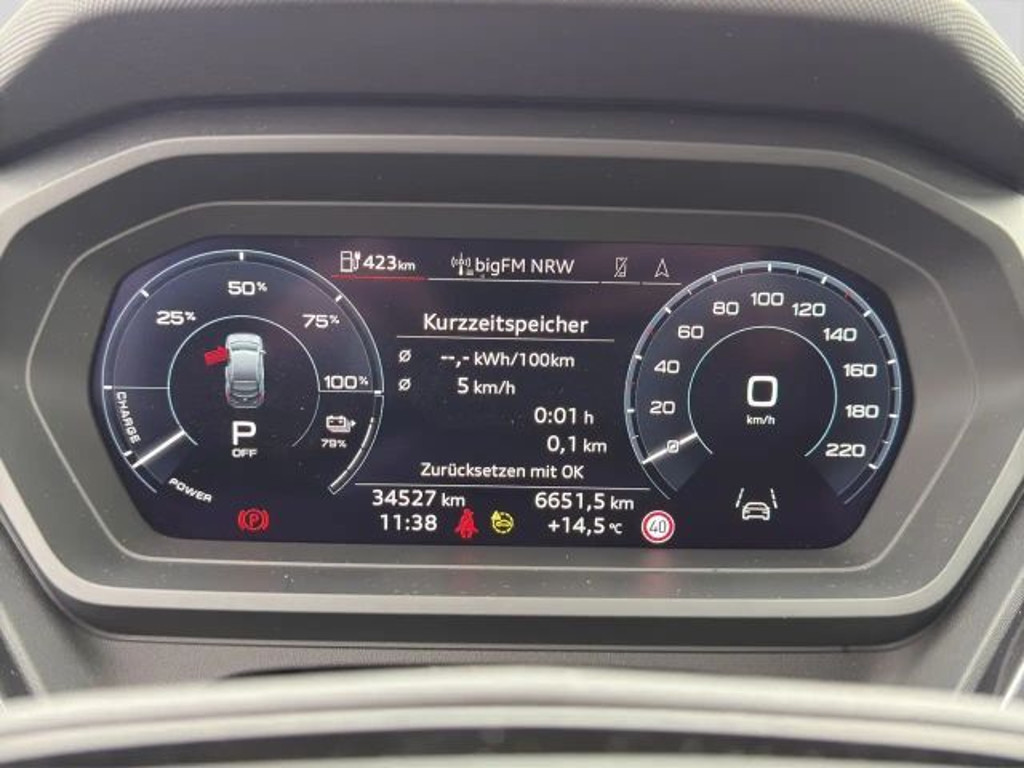 423 km bigFM NRW
50%
25% 75%
100%
CHARGE
POWER
P
OFF
79%
Kurzzeitspeicher
Ø --,- kWh/100km
Ø 5 km/h
0:01 h
0,1 km
Zurücksetzen mit OK
34527 km 6651,5 km
11:38 +14,5 °C
(P)
40
0 20 40 60 80 100 120 140 160 180 220
0
km/h